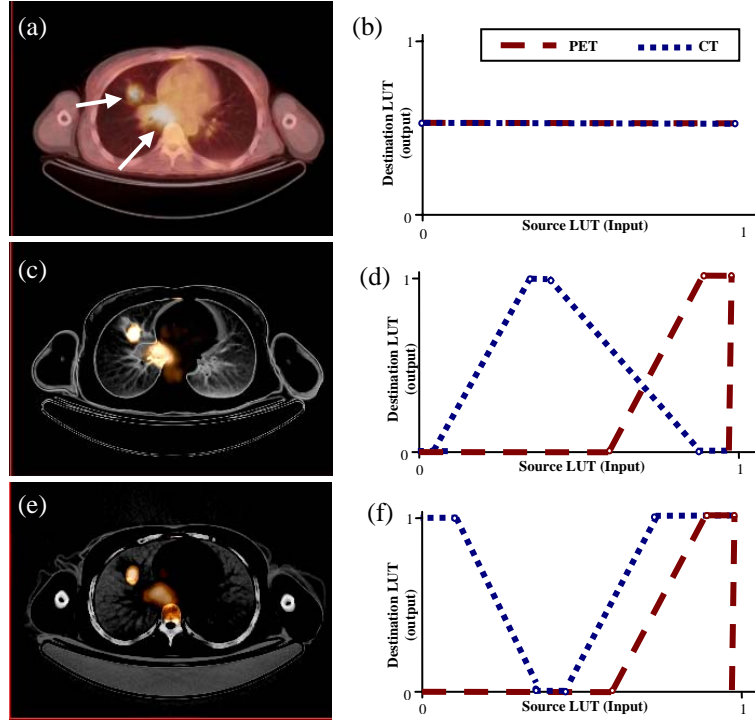 (a)
(b)
1
PET CT
Destination LUT
(output)
0
Source LUT (Input)
0 1
(c)
(d)
1
Destination LUT
(output)
0
Source LUT (Input)
0 1
(e)
(f)
1
Destination LUT
(output)
0
Source LUT (Input)
0 1